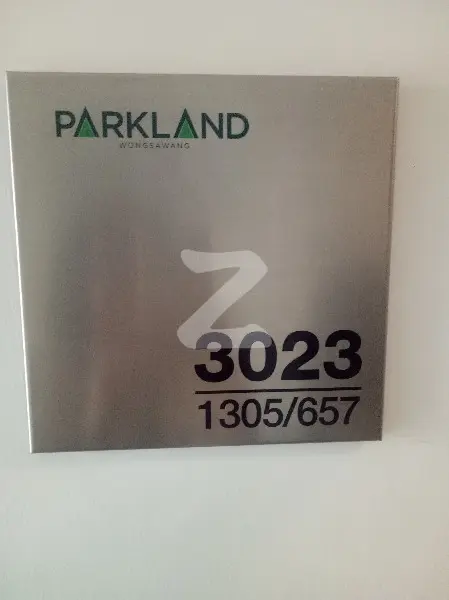 PARKLAND
WONGSAWANG
Z
3023
1305/657